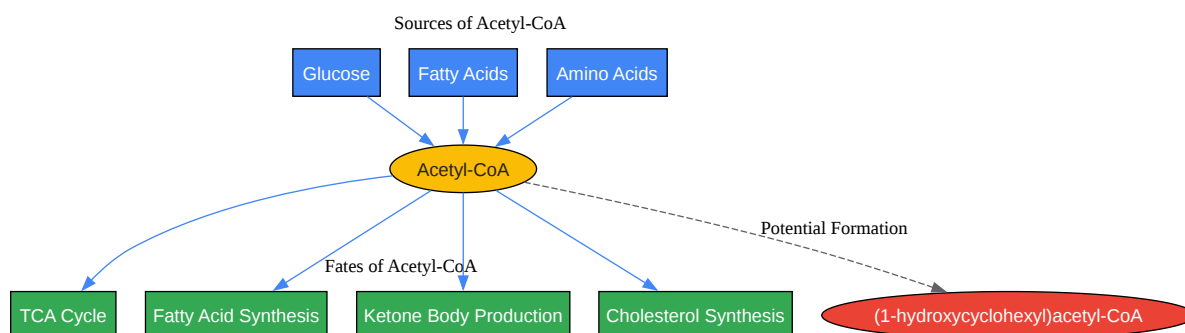 Sources of Acetyl-CoA
Glucose
Fatty Acids
Amino Acids
Acetyl-CoA
Potential Formation
Fates of Acetyl-CoA
TCA Cycle
Fatty Acid Synthesis
Ketone Body Production
Cholesterol Synthesis
(1-hydroxycyclohexyl)acetyl-CoA